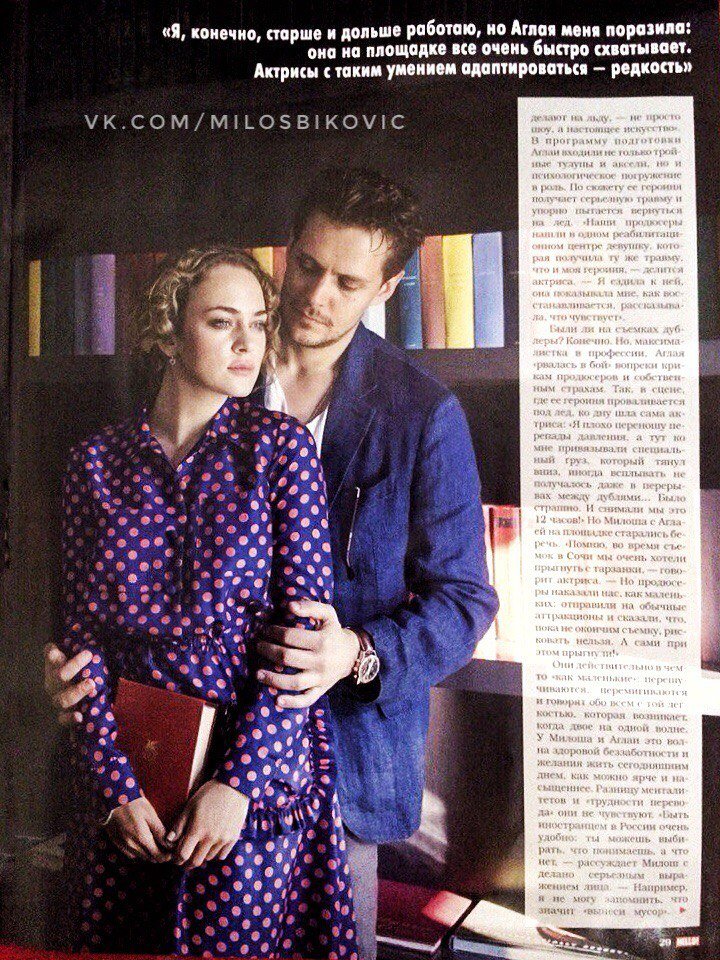 «Я, конечно, старше и дольше работаю, но Аглая меня поразила:
она на площадке все очень быстро схватывает.
Актрисы с таким умением адаптироваться — редкость»
VK.COM/MILOSBIKOVIC
делают на льду, — не просто
шоу, а настоящее искусство».
В программу подготовки
Аглаи входили не только трой-
ные тулупы и аксели, но и
психологическое погружение
в роль. По сюжету ее героиня
получает серьезную травму и
упорно пытается вернуться
на лед. «Наши продюсеры
нашли в одном реабилитаци-
онном центре девушку, кото-
рая получила ту же травму,
что и моя героиня, — делится
актриса. — Я ездила к ней,
она показывала мне, как вос-
станавливается, рассказыва-
ла, что чувствует».
Были ли на съемках дуб-
леры? Конечно. Но, максима-
листка в профессии, Аглая
«рвалась в бой» вопреки кри-
кам продюсеров и собствен-
ным страхам. Так, в сцене,
где ее героиня проваливается
под лед, ко дну шла сама ак-
триса: «Я плохо переношу пе-
репады давления, а тут ко
мне привязывали специаль-
ный груз, который тянул
вниз, иногда всплывать не
получалось даже в переры-
вах между дублями... Было
страшно. И снимали мы это
12 часов!» Но Милоша с Агла-
ей на площадке старались бе-
речь. «Помню, во время съе-
мок в Сочи мы очень хотели
прыгнуть с тарзанки, — гово-
рит актриса. — Но продюсе-
ры наказали нас, как малень-
ких: отправили на обычные
аттракционы и сказали, что,
пока не окончим съемку, рис-
ковать нельзя. А сами при
этом прыгнули!»
Они действительно в чем-
то «как маленькие»: перешу-
чиваются, перемигиваются
и говорят обо всем с той лег-
костью, которая возникает,
когда двое на одной волне.
У Милоша и Аглаи это вол-
на здоровой беззаботности и
желания жить сегодняшним
днем, как можно ярче и на-
сыщеннее. Разницу ментали-
тетов и «трудности перево-
да» они не чувствуют. «Быть
иностранцем в России очень
удобно: ты можешь выби-
рать, что понимаешь, а что
нет, — рассуждает Милош с
делано серьезным выра-
жением лица. — Например,
я не могу запомнить, что
значит «вынеси мусор».
29 HELLO!